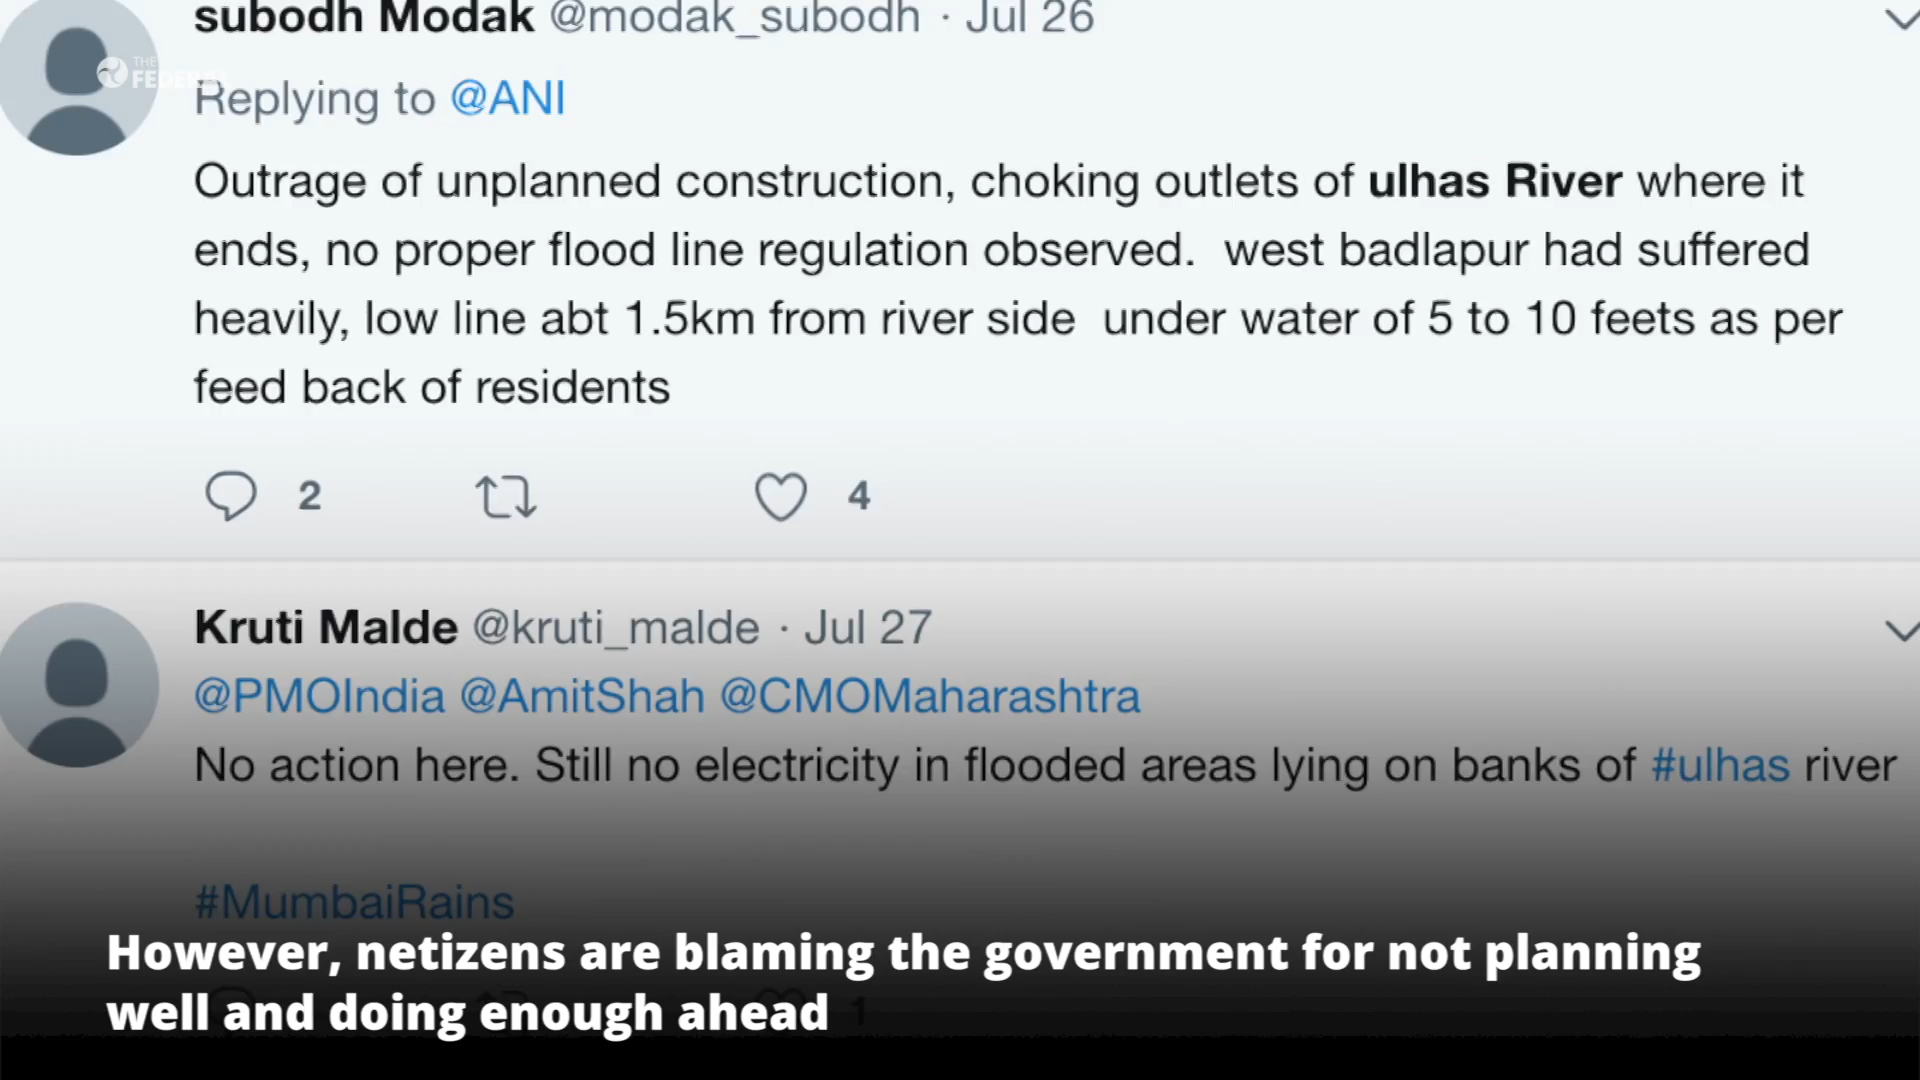 subodh Modak @modak_subodh · Jul 26
THE
FEDERAL
Replying to @ANI
Outrage of unplanned construction, choking outlets of ulhas River where it
ends, no proper flood line regulation observed.  west badlapur had suffered
heavily, low line abt 1.5km from river side  under water of 5 to 10 feets as per
feed back of residents
2 4
Kruti Malde @kruti_malde · Jul 27
@PMOIndia @AmitShah @CMOMaharashtra
No action here. Still no electricity in flooded areas lying on banks of #ulhas river
#MumbaiRains
However, netizens are blaming the government for not planning
well and doing enough ahead
1